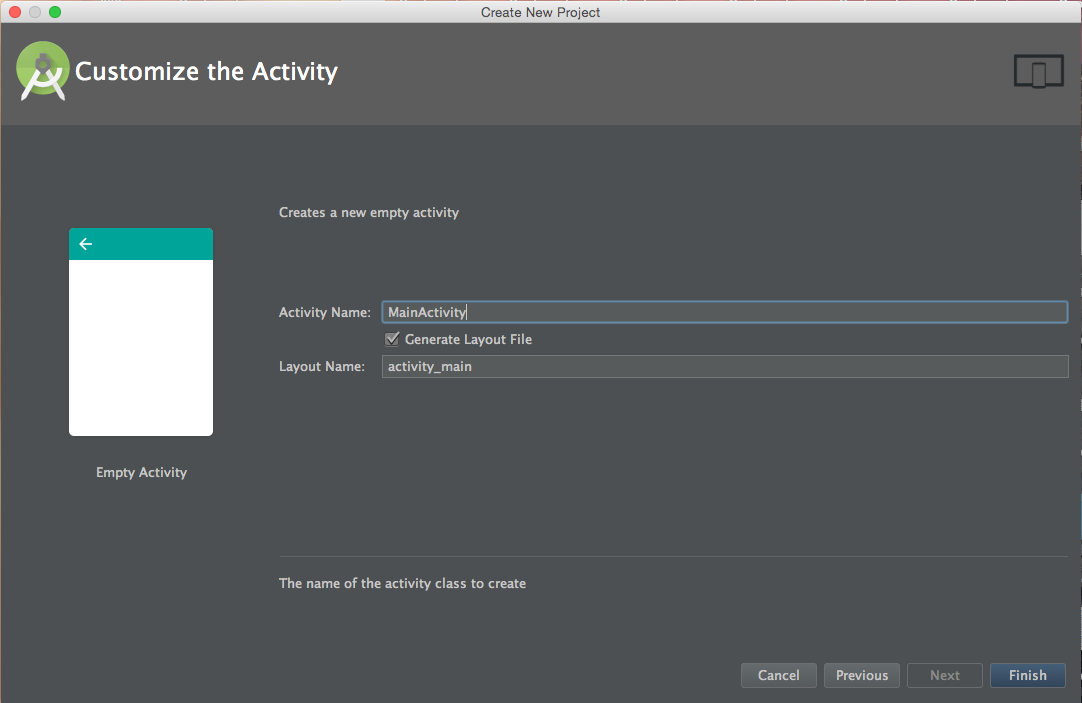 Create New Project
Customize the Activity
Creates a new empty activity
Activity Name: MainActivity
Generate Layout File
Layout Name: activity_main
Empty Activity
The name of the activity class to create
Cancel Previous Next Finish